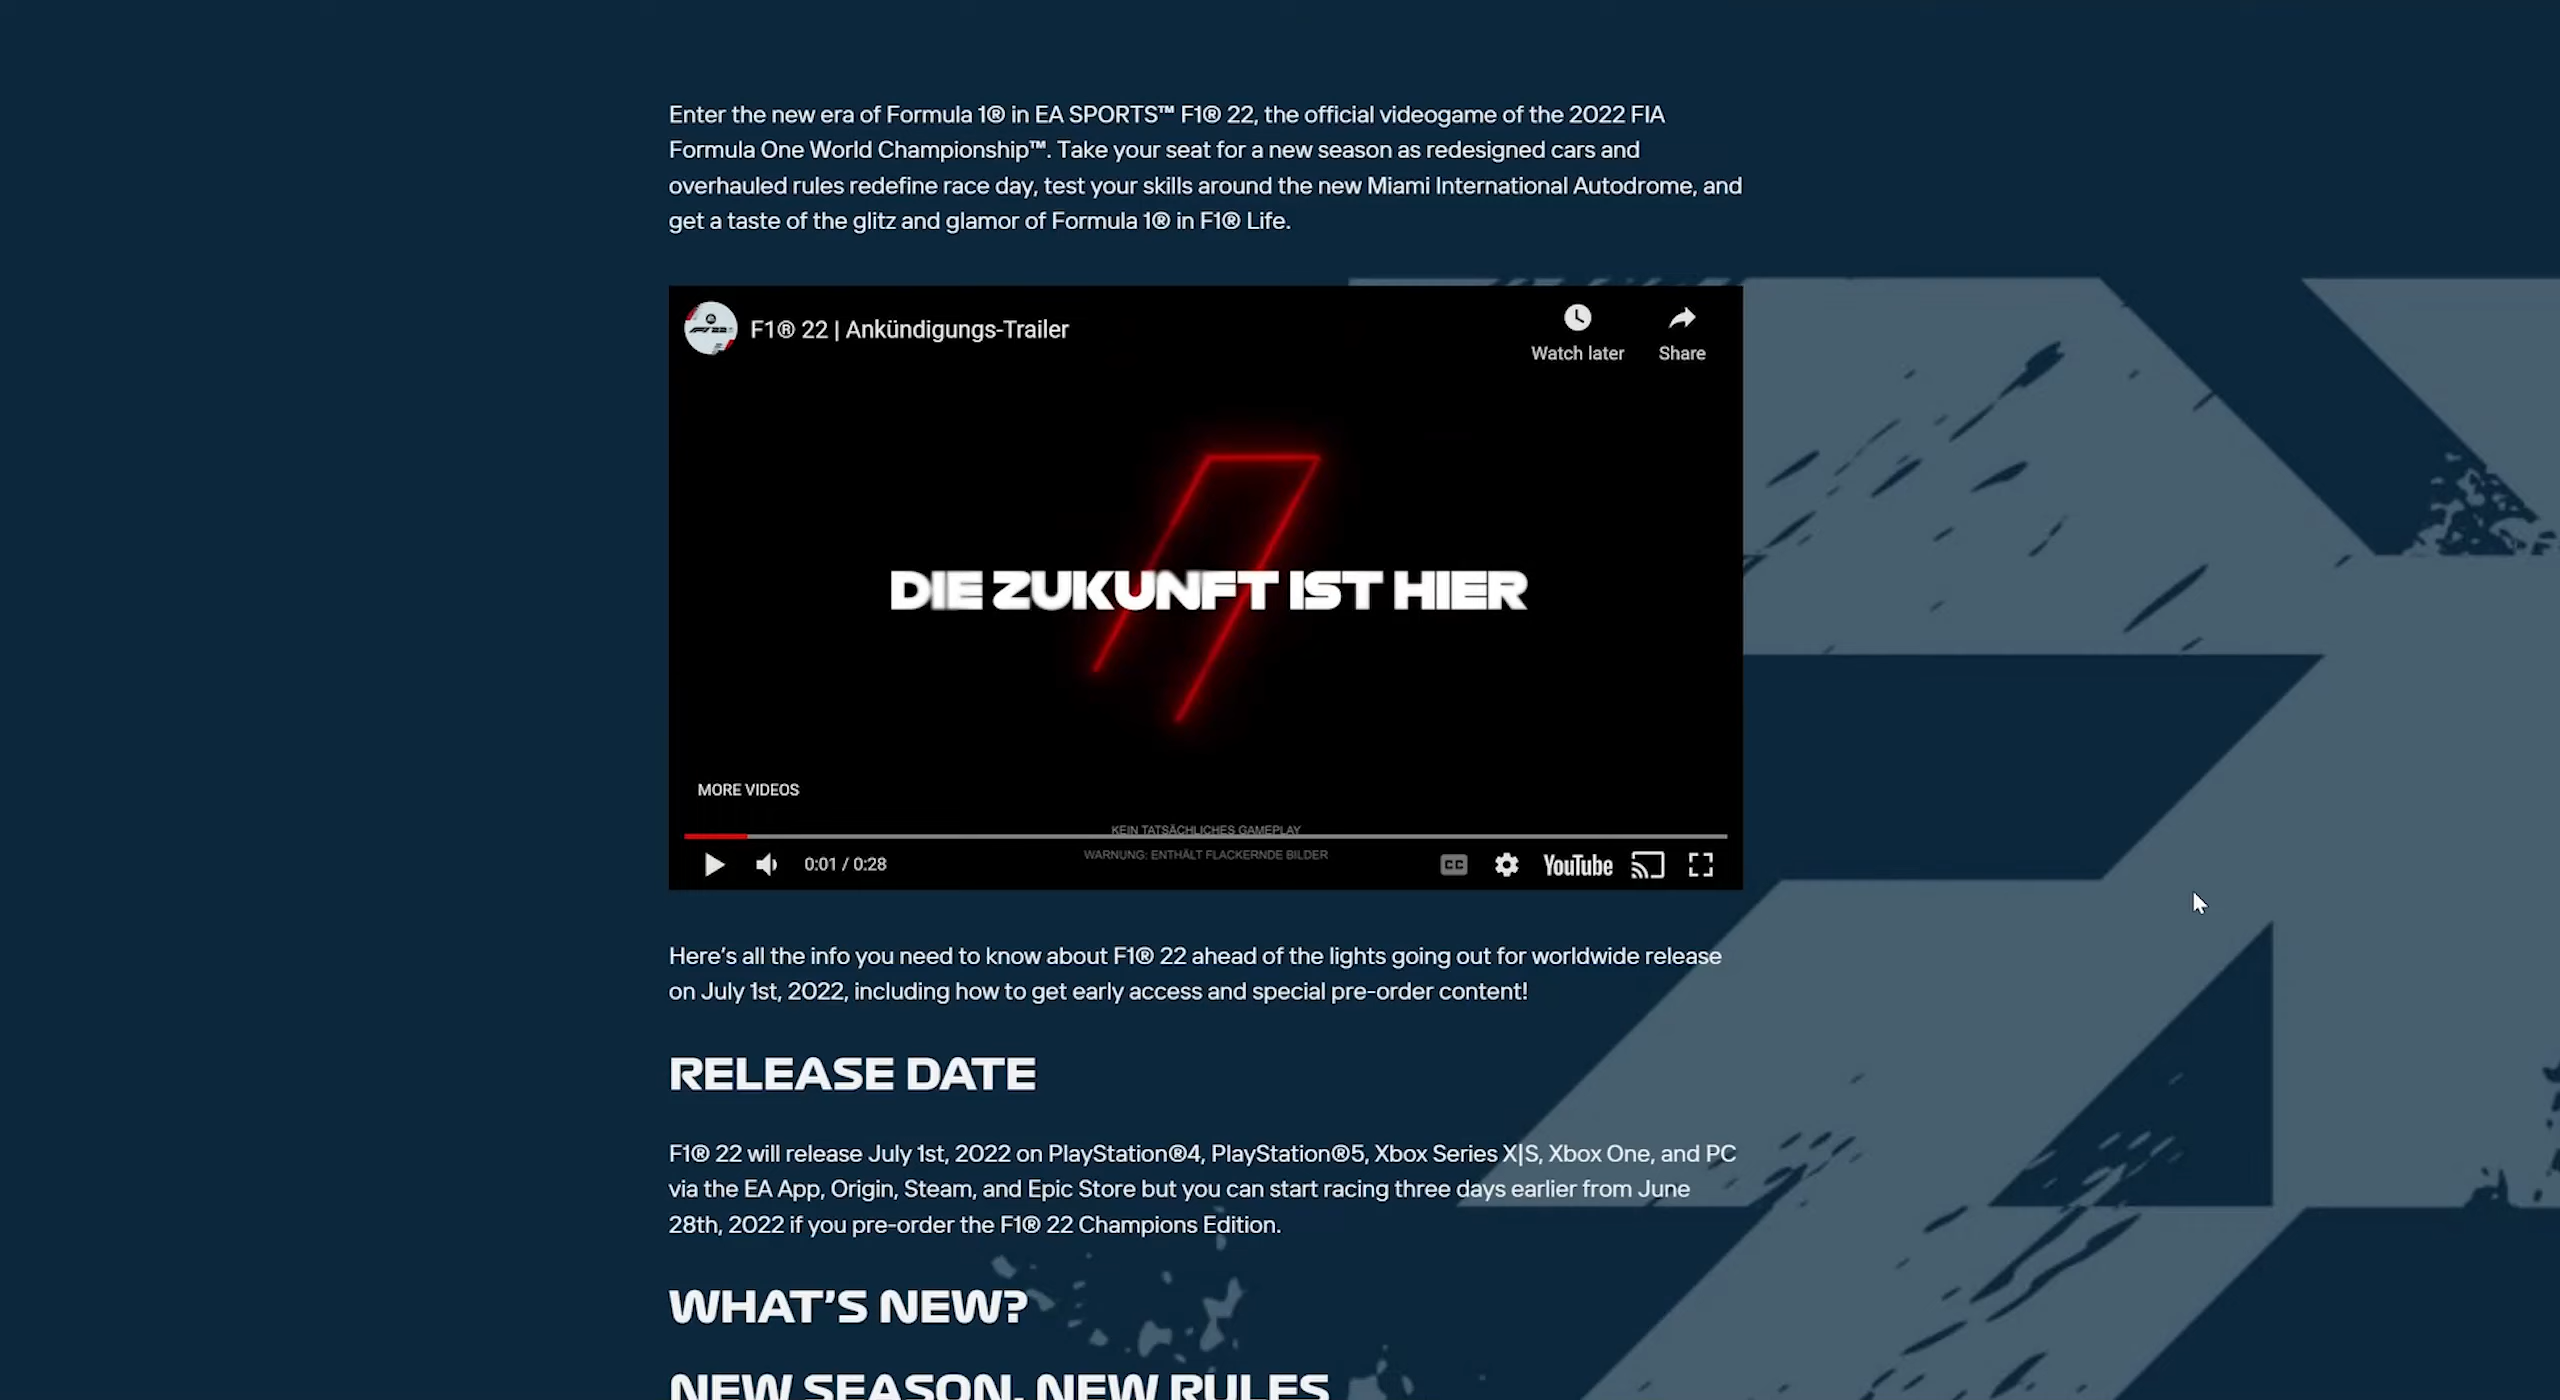 Enter the new era of Formula 1® in EA SPORTS™ F1® 22, the official videogame of the 2022 FIA
Formula One World Championship™. Take your seat for a new season as redesigned cars and
overhauled rules redefine race day, test your skills around the new Miami International Autodrome, and
get a taste of the glitz and glamor of Formula 1® in F1® Life.
F1® 22 | Ankündigungs-Trailer
Watch later
Share
DIE ZUKUNFT IST HIER
MORE VIDEOS
KEIN TATSÄCHLICHES GAMEPLAY
WARNUNG: ENTHÄLT FLACKERNDE BILDER
0:01 / 0:28
CC
YouTube
Here's all the info you need to know about F1® 22 ahead of the lights going out for worldwide release
on July 1st, 2022, including how to get early access and special pre-order content!
RELEASE DATE
F1® 22 will release July 1st, 2022 on PlayStation®4, PlayStation®5, Xbox Series X|S, Xbox One, and PC
via the EA App, Origin, Steam, and Epic Store but you can start racing three days earlier from June
28th, 2022 if you pre-order the F1® 22 Champions Edition.
WHAT'S NEW?
NEW SEASON, NEW RULES